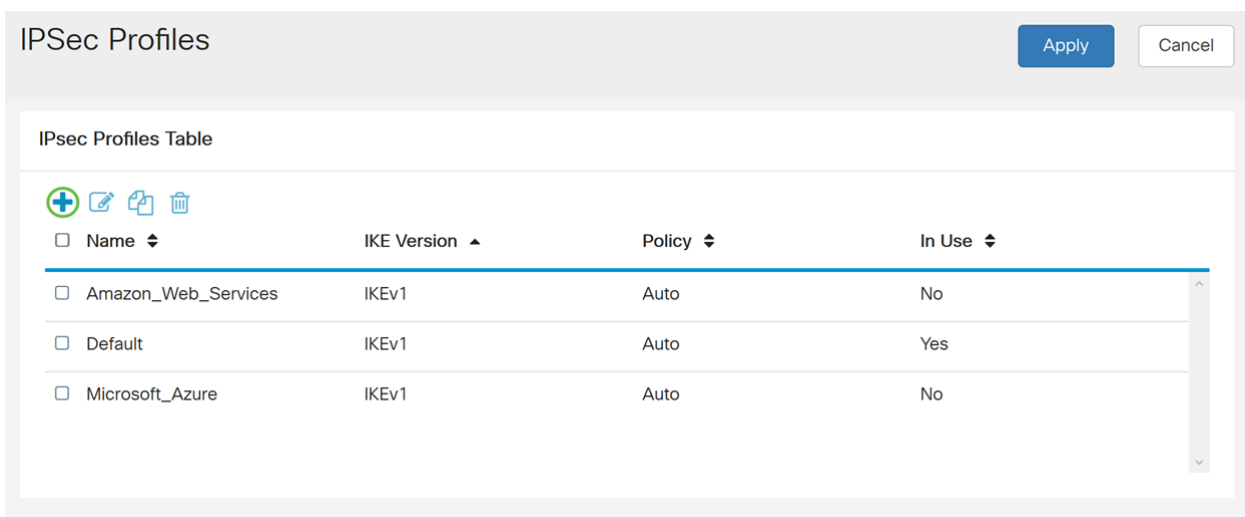 IPSec Profiles
Apply Cancel
IPsec Profiles Table
Name IKE Version Policy In Use
Amazon_Web_Services IKEv1 Auto No
Default IKEv1 Auto Yes
Microsoft_Azure IKEv1 Auto No